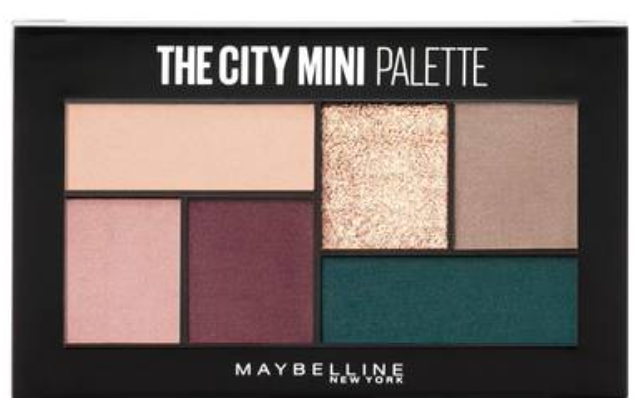 THE CITY MINI PALETTE
MAYBELLINE
NEW YORK